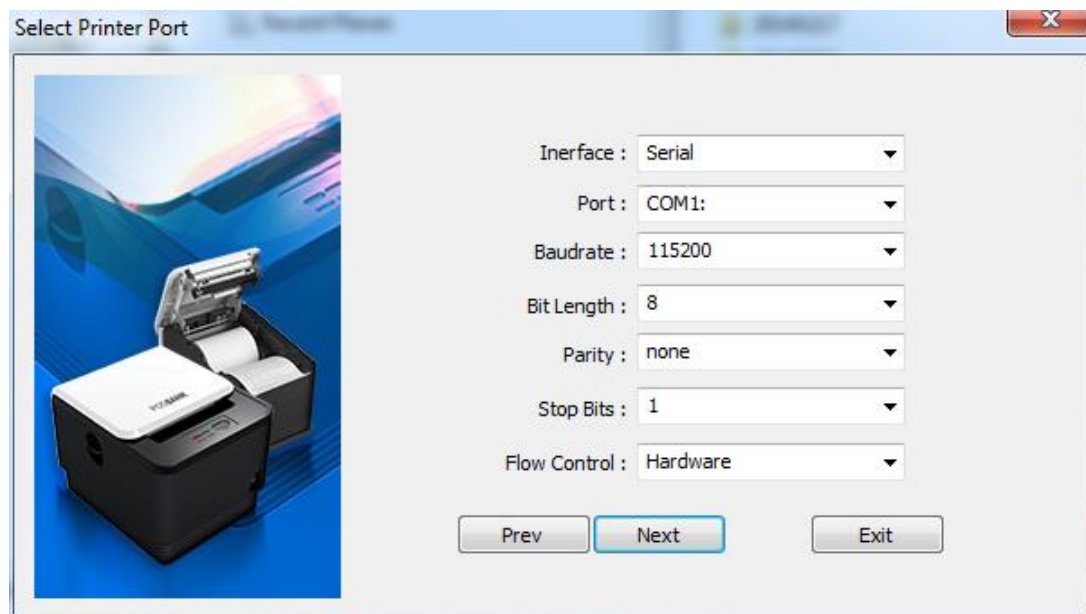 Select Printer Port
Inerface : Serial
Port : COM1:
Baudrate : 115200
Bit Length : 8
Parity : none
Stop Bits : 1
Flow Control : Hardware
POSBANK
Prev Next Exit